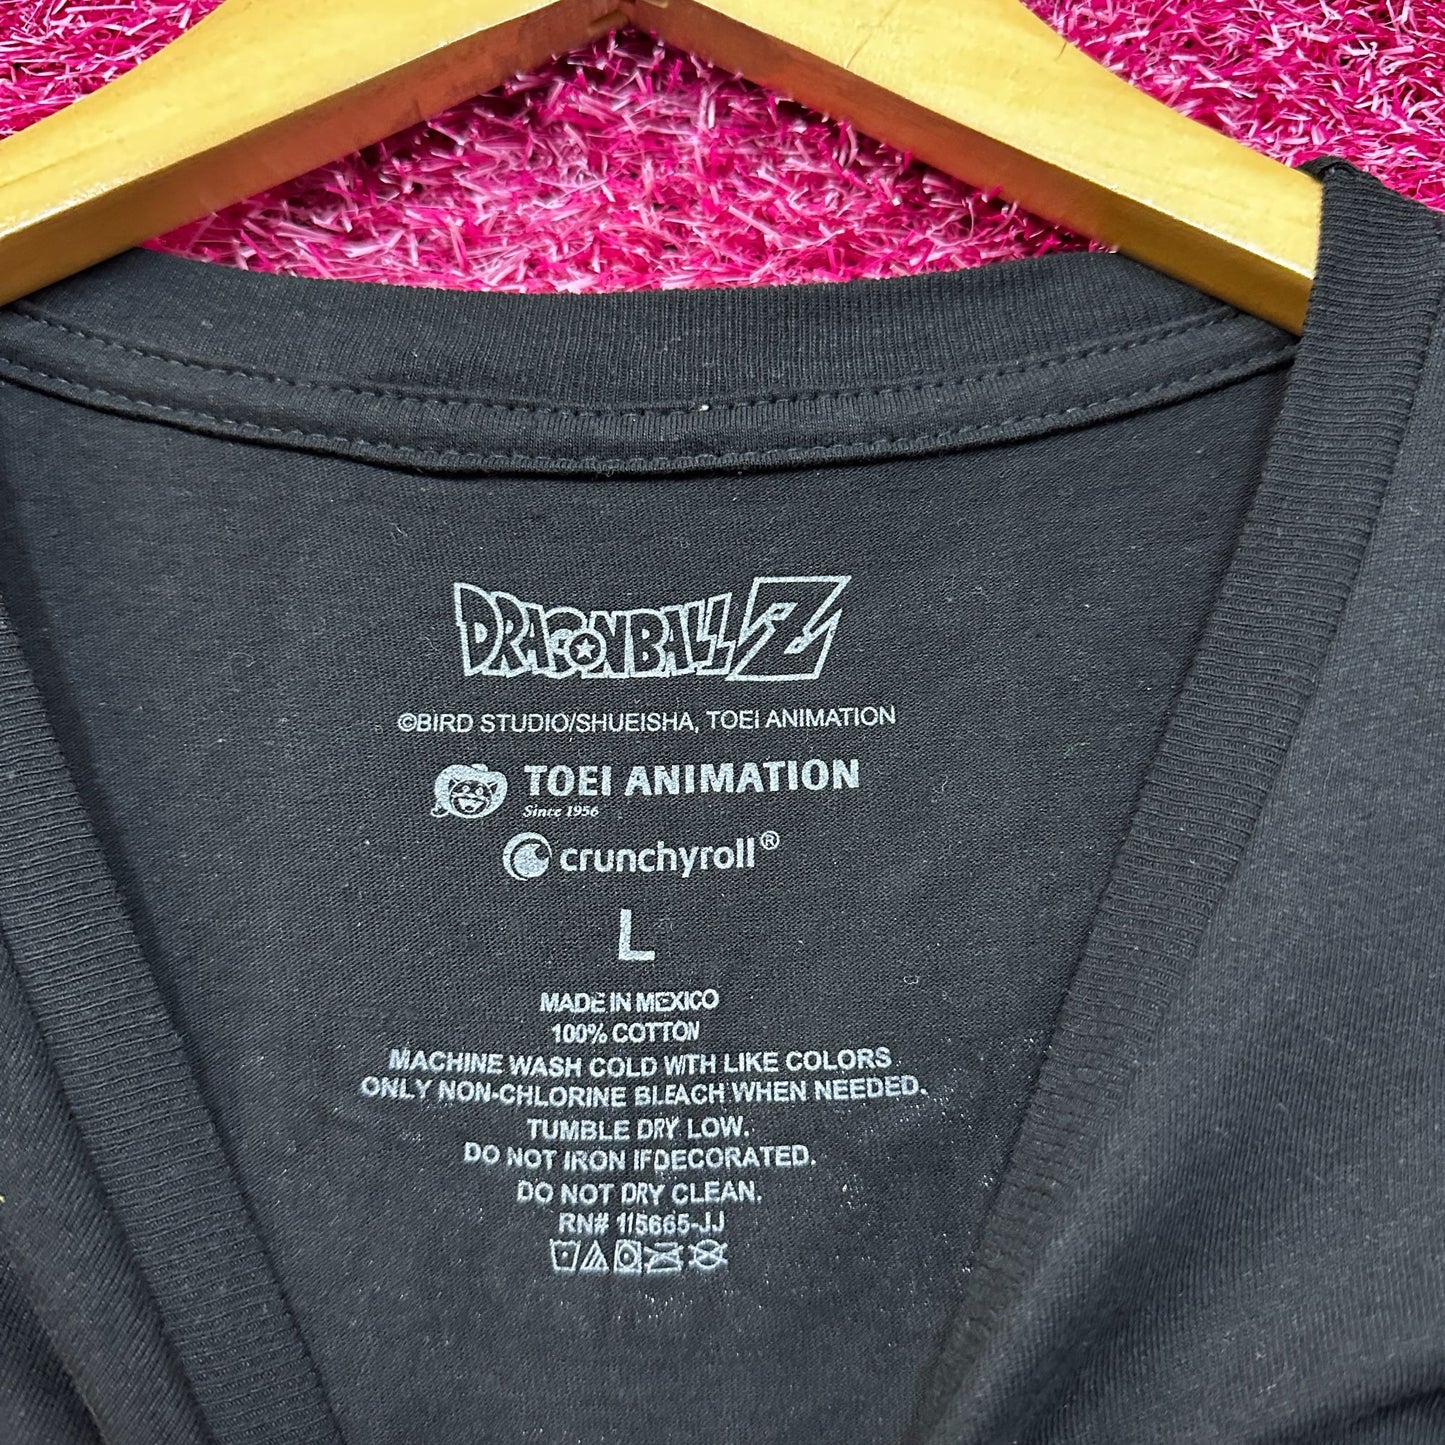 DRAGONBALL Z
©BIRD STUDIO/SHUEISHA, TOEI ANIMATION
TOEI ANIMATION
Since 1956
crunchyroll®
L
MADE IN MEXICO
100% COTTON
MACHINE WASH COLD WITH LIKE COLORS
ONLY NON-CHLORINE BLEACH WHEN NEEDED.
TUMBLE DRY LOW.
DO NOT IRON IF DECORATED.
DO NOT DRY CLEAN.
RN# 115665-JJ